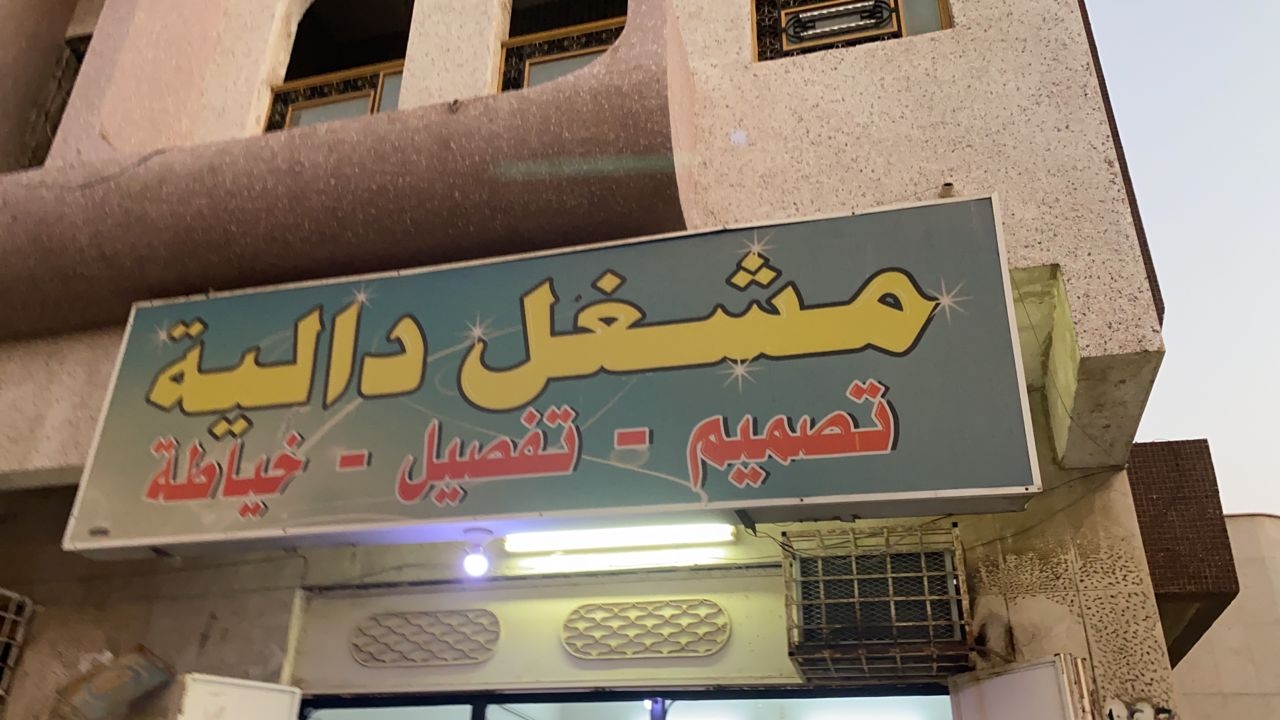 مشغل دالية
تصميم - تفصيل - خياطة